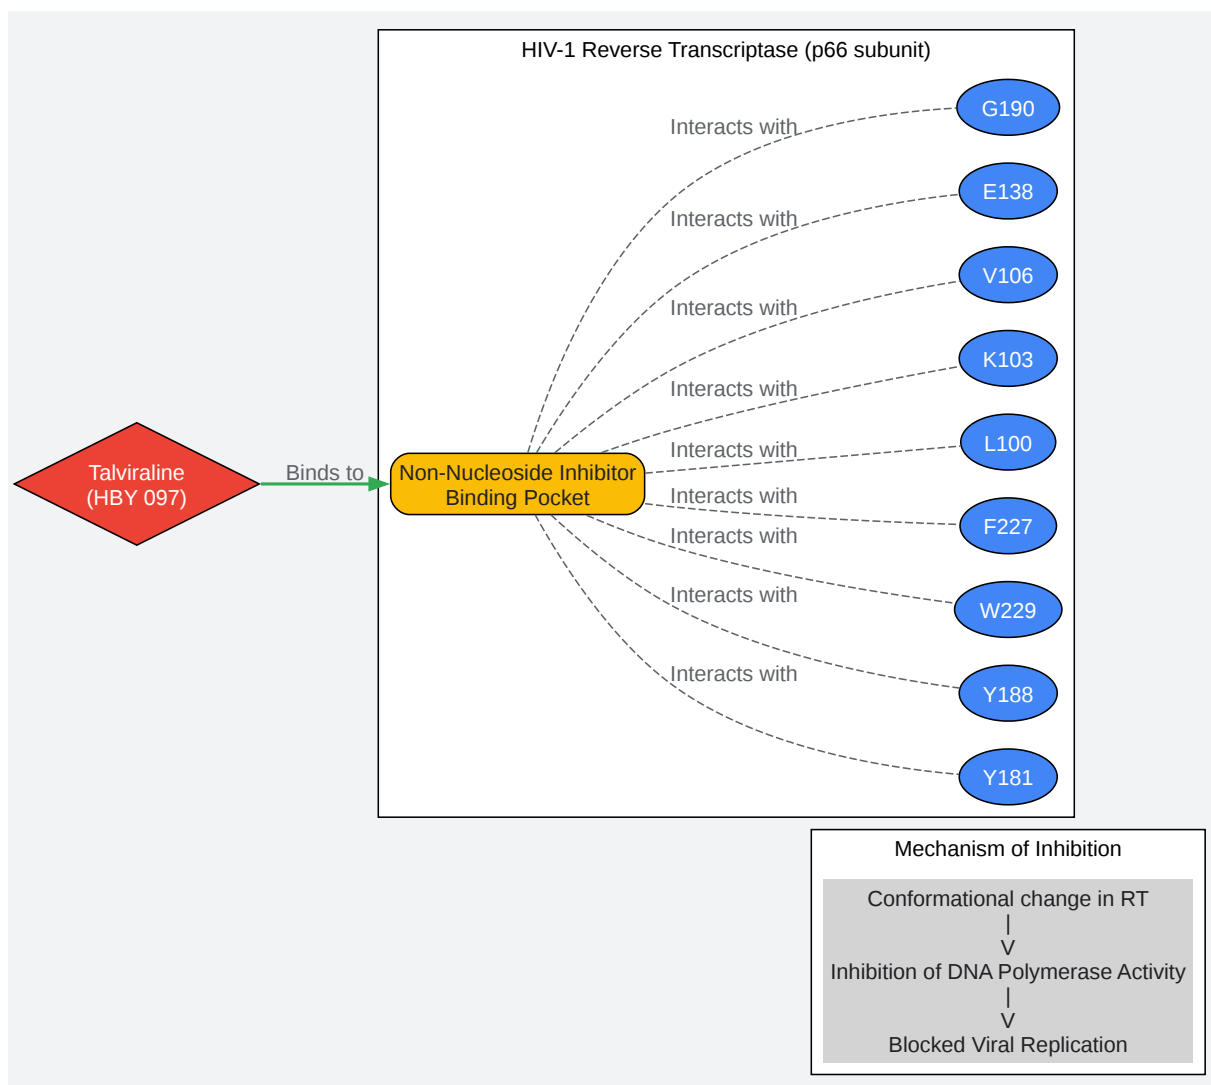 HIV-1 Reverse Transcriptase (p66 subunit)
Interacts with
G190
Interacts with
E138
Interacts with
V106
Interacts with
K103
Interacts with
L100
Talviraline
(HBY 097)
Binds to
Non-Nucleoside Inhibitor
Binding Pocket
Interacts with
F227
Interacts with
W229
Interacts with
Y188
Interacts with
Y181
Mechanism of Inhibition
Conformational change in RT
|
V
Inhibition of DNA Polymerase Activity
|
V
Blocked Viral Replication